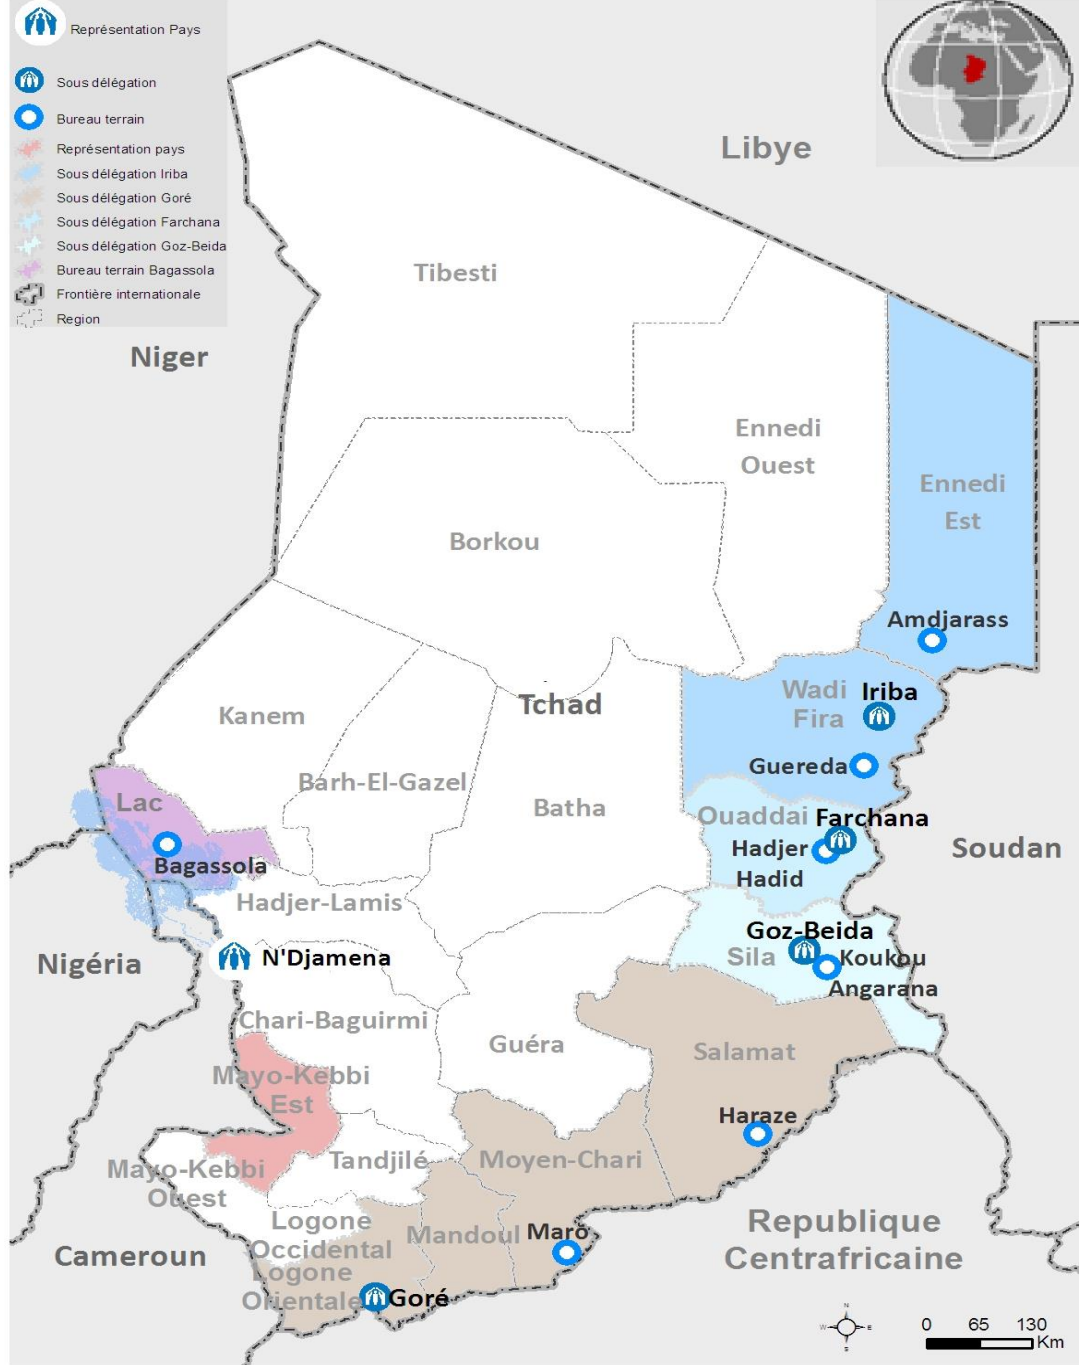 Représentation Pays
Sous délégation
Bureau terrain
Représentation pays
Sous délégation Iriba
Sous délégation Goré
Sous délégation Farchana
Sous délégation Goz-Beida
Bureau terrain Bagassola
Frontière internationale
Region
Libye
Niger
Tibesti
Ennedi
Ouest
Ennedi
Est
Borkou
Amdjarass
Wadi
Fira
Iriba
Tchad
Kanem
Guereda
Barh-El-Gazel
Batha
Lac
Ouaddai
Farchana
Hadjer
Hadid
Soudan
Bagassola
Hadjer-Lamis
Goz-Beida
Sila
Koukou
Angarana
N'Djamena
Nigéria
Chari-Baguirmi
Guéra
Salamat
Mayo-Kebbi
Est
Haraze
Mayo-Kebbi
Ouest
Tandjilé
Moyen-Chari
Logone
Occidental
Mandoul
Maro
Republique
Centrafricaine
Cameroun
Logone
Orientale
Goré
N
W
E
S
0 65 130
Km